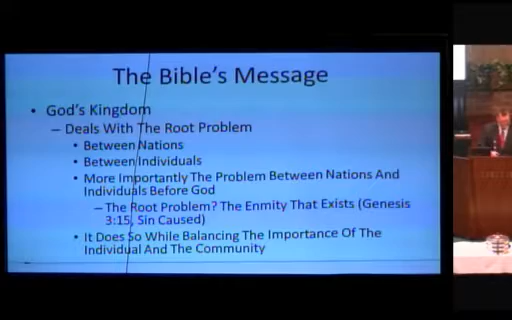 The Bible's Message
• God's Kingdom
– Deals With The Root Problem
• Between Nations
• Between Individuals
• More Importantly The Problem Between Nations And
Individuals Before God
– The Root Problem? The Enmity That Exists (Genesis
3:15, Sin Caused)
• It Does So While Balancing The Importance Of The
Individual And The Community